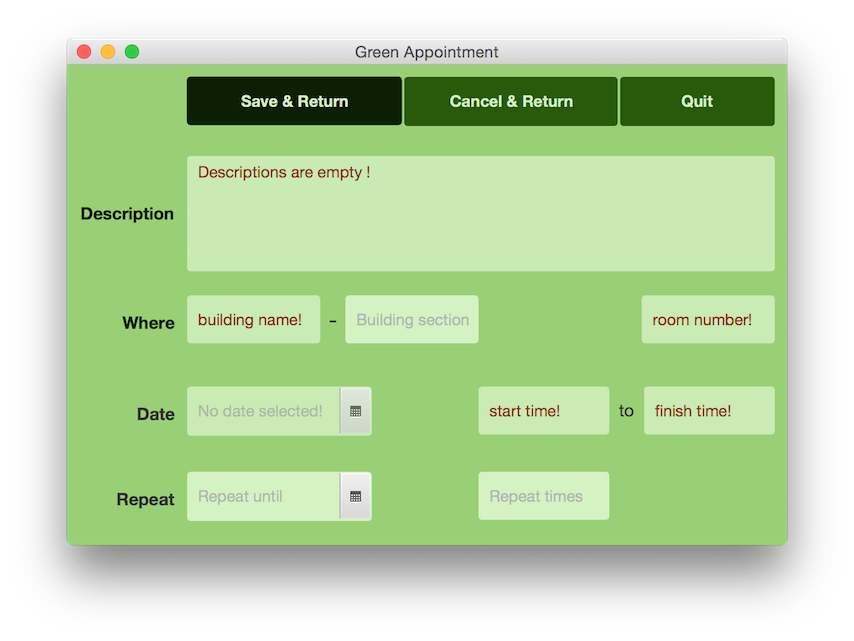 Green Appointment
Save & Return Cancel & Return Quit
Descriptions are empty !
Description
Where building name! - Building section room number!
Date No date selected! start time! to finish time!
Repeat Repeat until Repeat times